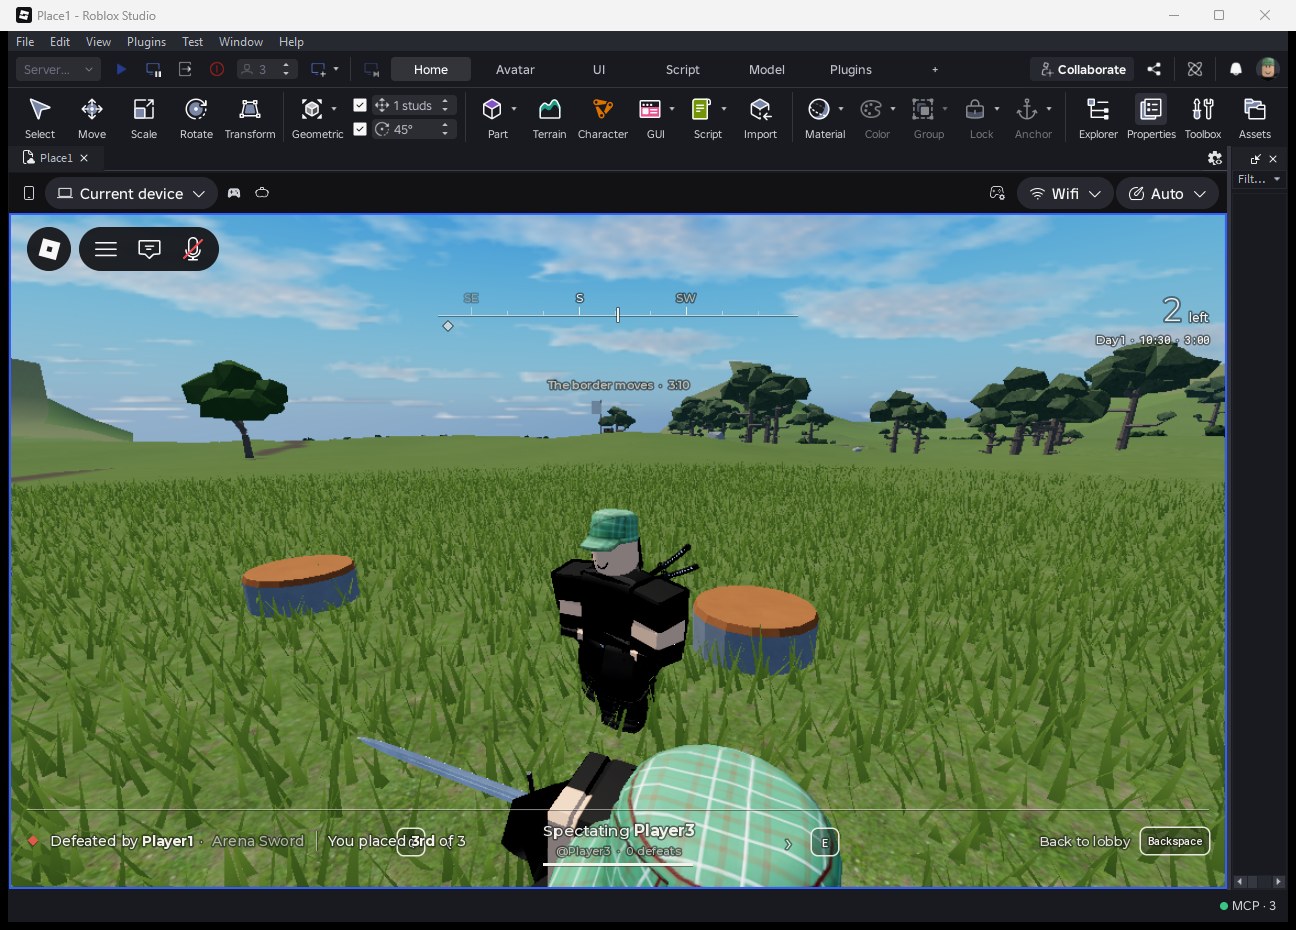 Place1 - Roblox Studio
File Edit View Plugins Test Window Help
Server... 3 Home Avatar UI Script Model Plugins + Collaborate
1 studs
45°
Select Move Scale Rotate Transform Geometric Part Terrain Character GUI Script Import Material Color Group Lock Anchor Explorer Properties Toolbox Assets
Place1
Filt...
Current device Wifi Auto
SE S SW
2 left
Day 1 · 10:30 · 3:00
The border moves · 3:10
Defeated by Player1 · Arena Sword You placed 3rd of 3
Spectating Player3
@Player3 · 0 defeats
E
Back to lobby Backspace
MCP · 3